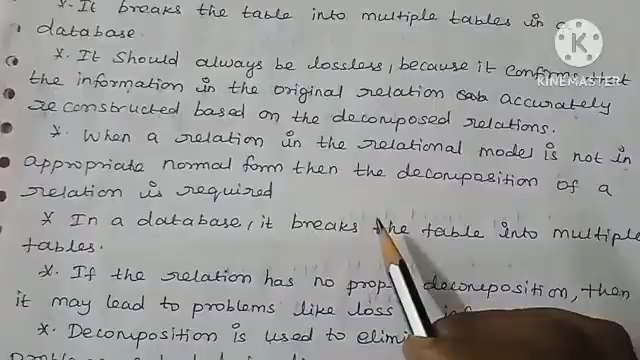 *. It breaks the table into multiple tables in a
database.
*. It should always be lossless, because it confirms that
the information in the original relation can accurately
reconstructed based on the decomposed relations.
*. When a relation in the relational model is not in
appropriate normal form then the decomposition of a
relation is required
* In a database, it breaks the table into multiple
tables.
*. If the relation has no decomposition, then
it may lead to problems like loss
*. Decomposition is used to
KINEMASTER